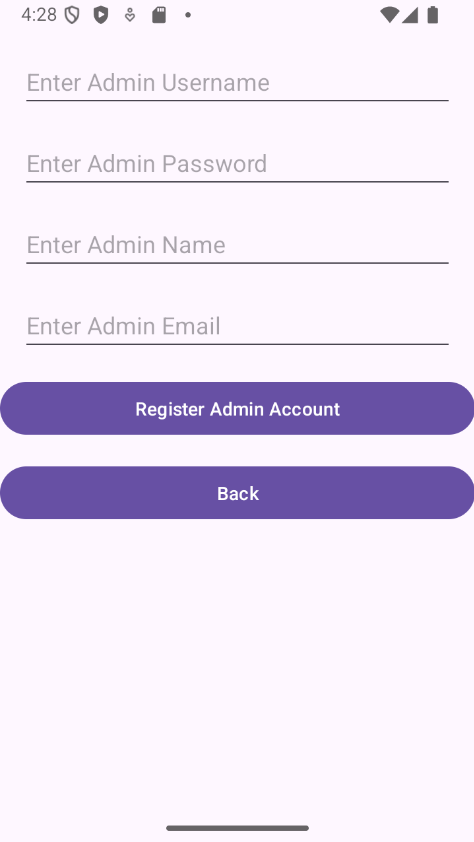 4:28
Enter Admin Username
Enter Admin Password
Enter Admin Name
Enter Admin Email
Register Admin Account
Back